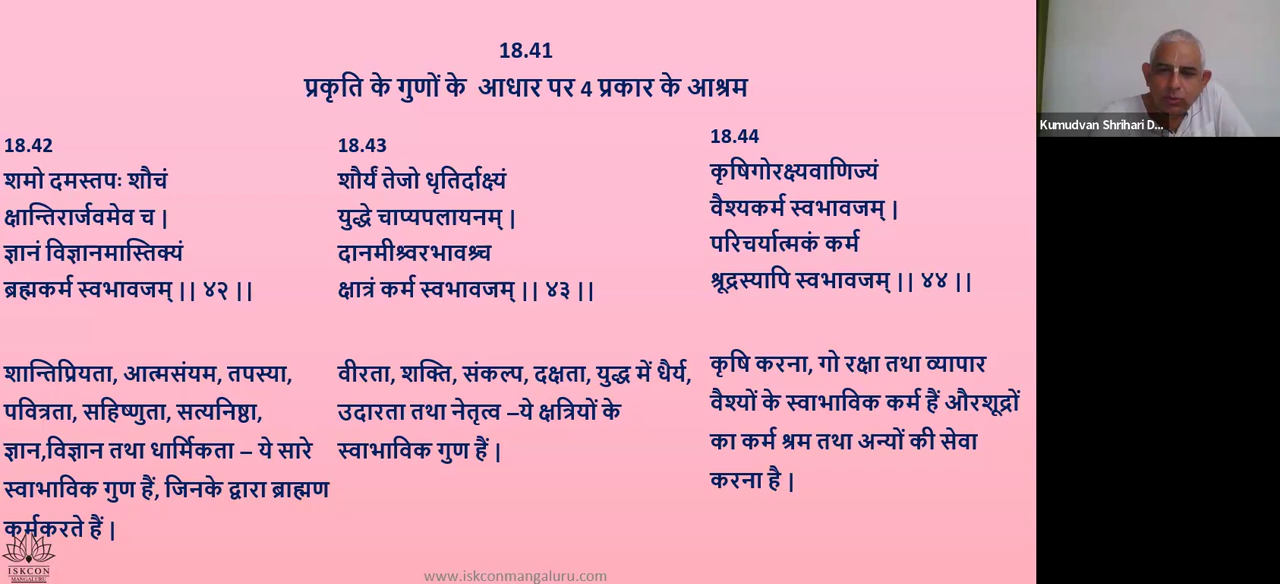 18.41
प्रकृति के गुणों के आधार पर 4 प्रकार के आश्रम
18.42
शमो दमस्तपः शौचं
क्षान्तिरार्जवमेव च |
ज्ञानं विज्ञानमास्तिक्यं
ब्रह्मकर्म स्वभावजम् || ४२ ||
शान्तिप्रियता, आत्मसंयम, तपस्या,
पवित्रता, सहिष्णुता, सत्यनिष्ठा,
ज्ञान,विज्ञान तथा धार्मिकता – ये सारे
स्वाभाविक गुण हैं, जिनके द्वारा ब्राह्मण
कर्मकरते हैं |
18.43
शौर्यं तेजो धृतिर्दाक्ष्यं
युद्धे चाप्यपलायनम् |
दानमीश्र्वरभावश्र्च
क्षात्रं कर्म स्वभावजम् || ४३ ||
वीरता, शक्ति, संकल्प, दक्षता, युद्ध में धैर्य,
उदारता तथा नेतृत्व –ये क्षत्रियों के
स्वाभाविक गुण हैं |
18.44
कृषिगोरक्ष्यवाणिज्यं
वैश्यकर्म स्वभावजम् |
परिचर्यात्मकं कर्म
श्रूद्रस्यापि स्वभावजम् || ४४ ||
कृषि करना, गो रक्षा तथा व्यापार
वैश्यों के स्वाभाविक कर्म हैं औरशूद्रों
का कर्म श्रम तथा अन्यों की सेवा
करना है |
Kumudvan Shrihari D...
ISKCON
MANGALURU
www.iskconmangaluru.com